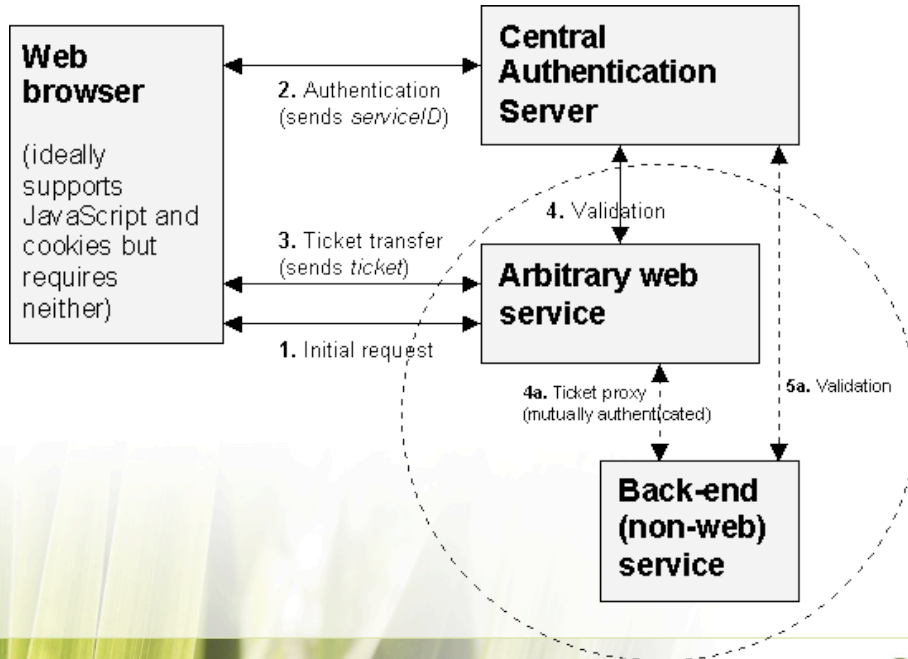 Web
browser
(ideally
supports
JavaScript and
cookies but
requires
neither)
Central
Authentication
Server
2. Authentication
(sends serviceID)
4. Validation
3. Ticket transfer
(sends ticket)
Arbitrary web
service
1. Initial request
4a. Ticket proxy
(mutually authenticated)
5a. Validation
Back-end
(non-web)
service